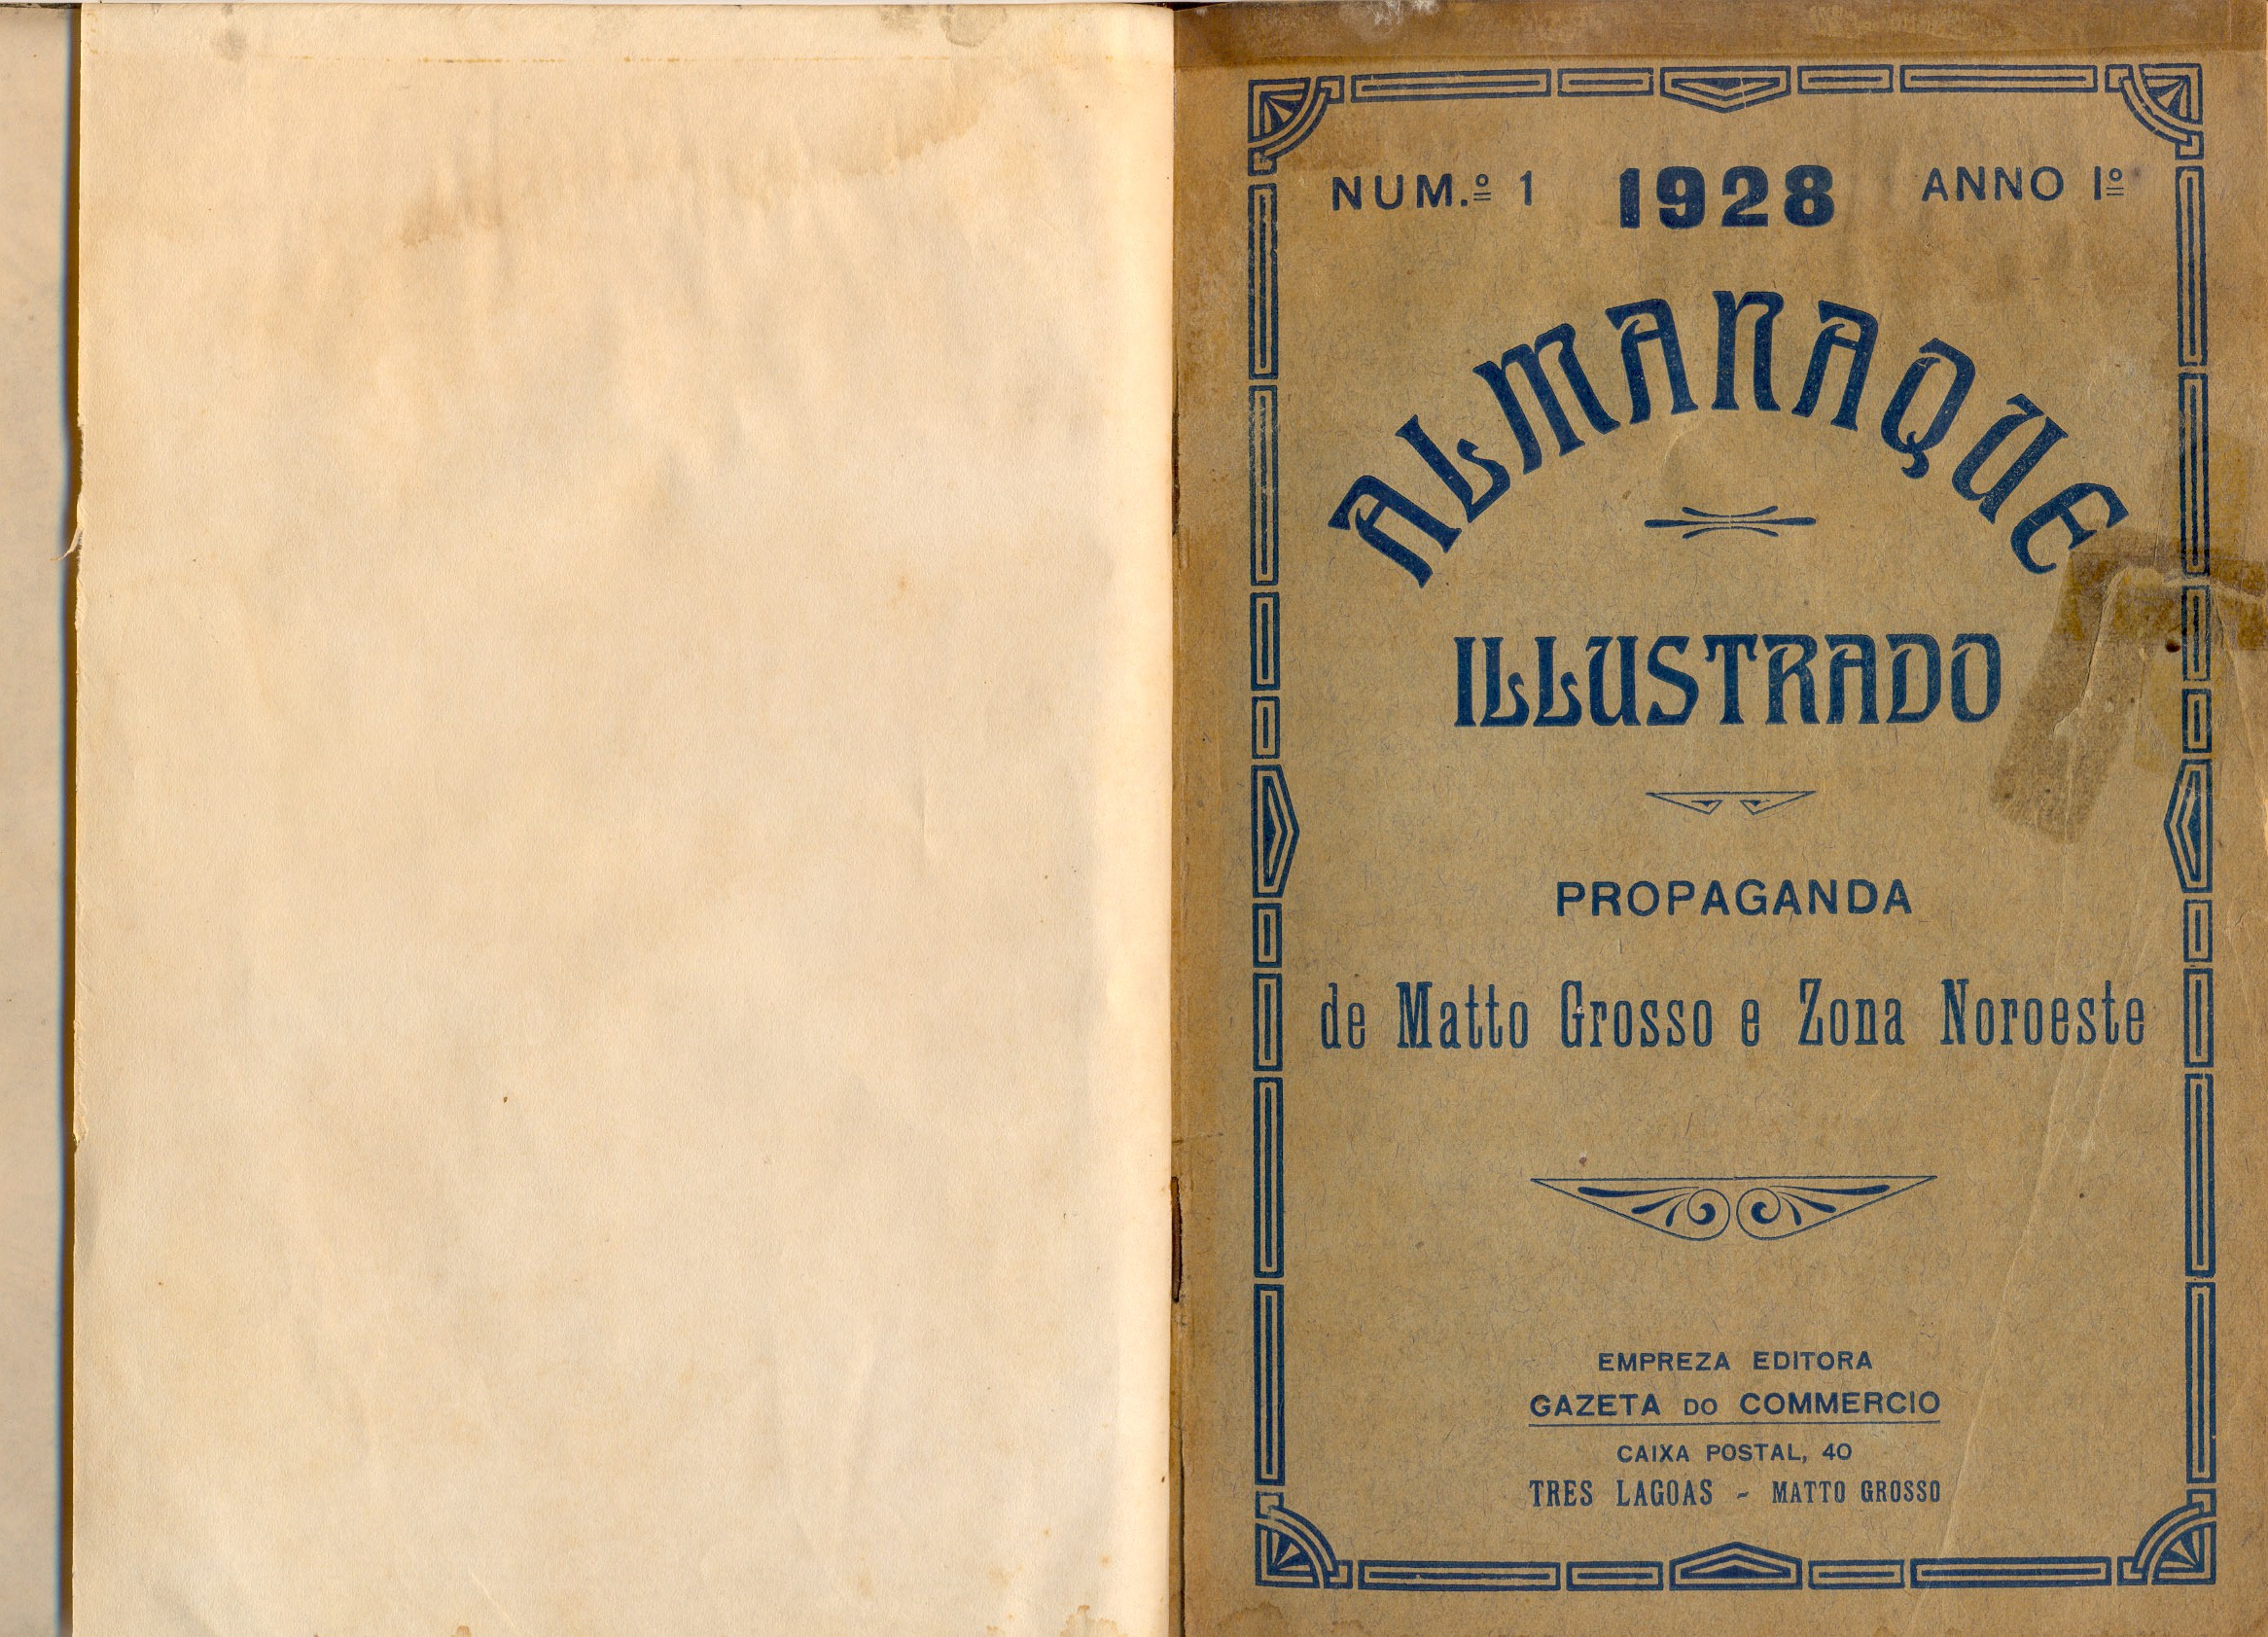 NUM.º 1 1928 ANNO Iº
ALMANAQUE
ILLUSTRADO
PROPAGANDA
de Matto Grosso e Zona Noroeste
EMPREZA EDITORA
GAZETA DO COMMERCIO
CAIXA POSTAL, 40
TRES LAGOAS - MATTO GROSSO